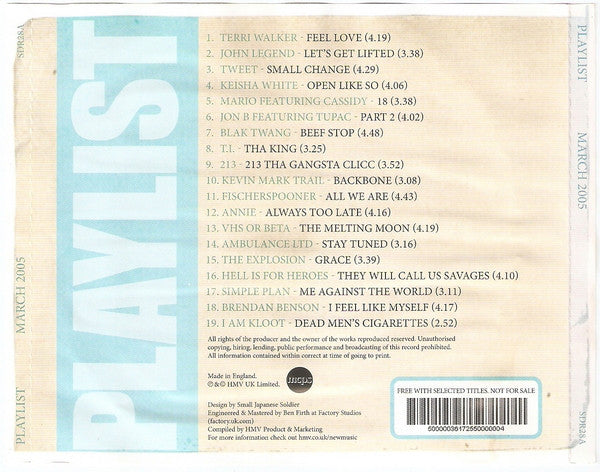 SDR28A
PLAYLIST MARCH 2005
PLAYLIST
1. TERRI WALKER - FEEL LOVE (4.19)
2. JOHN LEGEND - LET'S GET LIFTED (3.38)
3. TWEET - SMALL CHANGE (4.29)
4. KEISHA WHITE - OPEN LIKE SO (4.06)
5. MARIO FEATURING CASSIDY - 18 (3.38)
6. JON B FEATURING TUPAC - PART 2 (4.02)
7. BLAK TWANG - BEEF STOP (4.48)
8. T.I. - THA KING (3.25)
9. 213 - 213 THA GANGSTA CLICC (3.52)
10. KEVIN MARK TRAIL - BACKBONE (3.08)
11. FISCHERSPOONER - ALL WE ARE (4.43)
12. ANNIE - ALWAYS TOO LATE (4.16)
13. VHS OR BETA - THE MELTING MOON (4.19)
14. AMBULANCE LTD - STAY TUNED (3.16)
15. THE EXPLOSION - GRACE (3.39)
16. HELL IS FOR HEROES - THEY WILL CALL US SAVAGES (4.10)
17. SIMPLE PLAN - ME AGAINST THE WORLD (3.11)
18. BRENDAN BENSON - I FEEL LIKE MYSELF (4.17)
19. I AM KLOOT - DEAD MEN'S CIGARETTES (2.52)
All rights of the producer and the owner of the works reproduced reserved. Unauthorised
copying, hiring, lending, public performance and broadcasting of this record prohibited.
All information contained within correct at time of going to print.
Made in England.
℗&© HMV UK Limited.
mcps
Design by Small Japanese Soldier
Engineered & Mastered by Ben Firth at Factory Studios
(factory.uk.com)
Compiled by HMV Product & Marketing
For more information check out hmv.co.uk/newmusic
FREE WITH SELECTED TITLES. NOT FOR SALE
50000036172550000004
PLAYLIST MARCH 2005
SDR28A